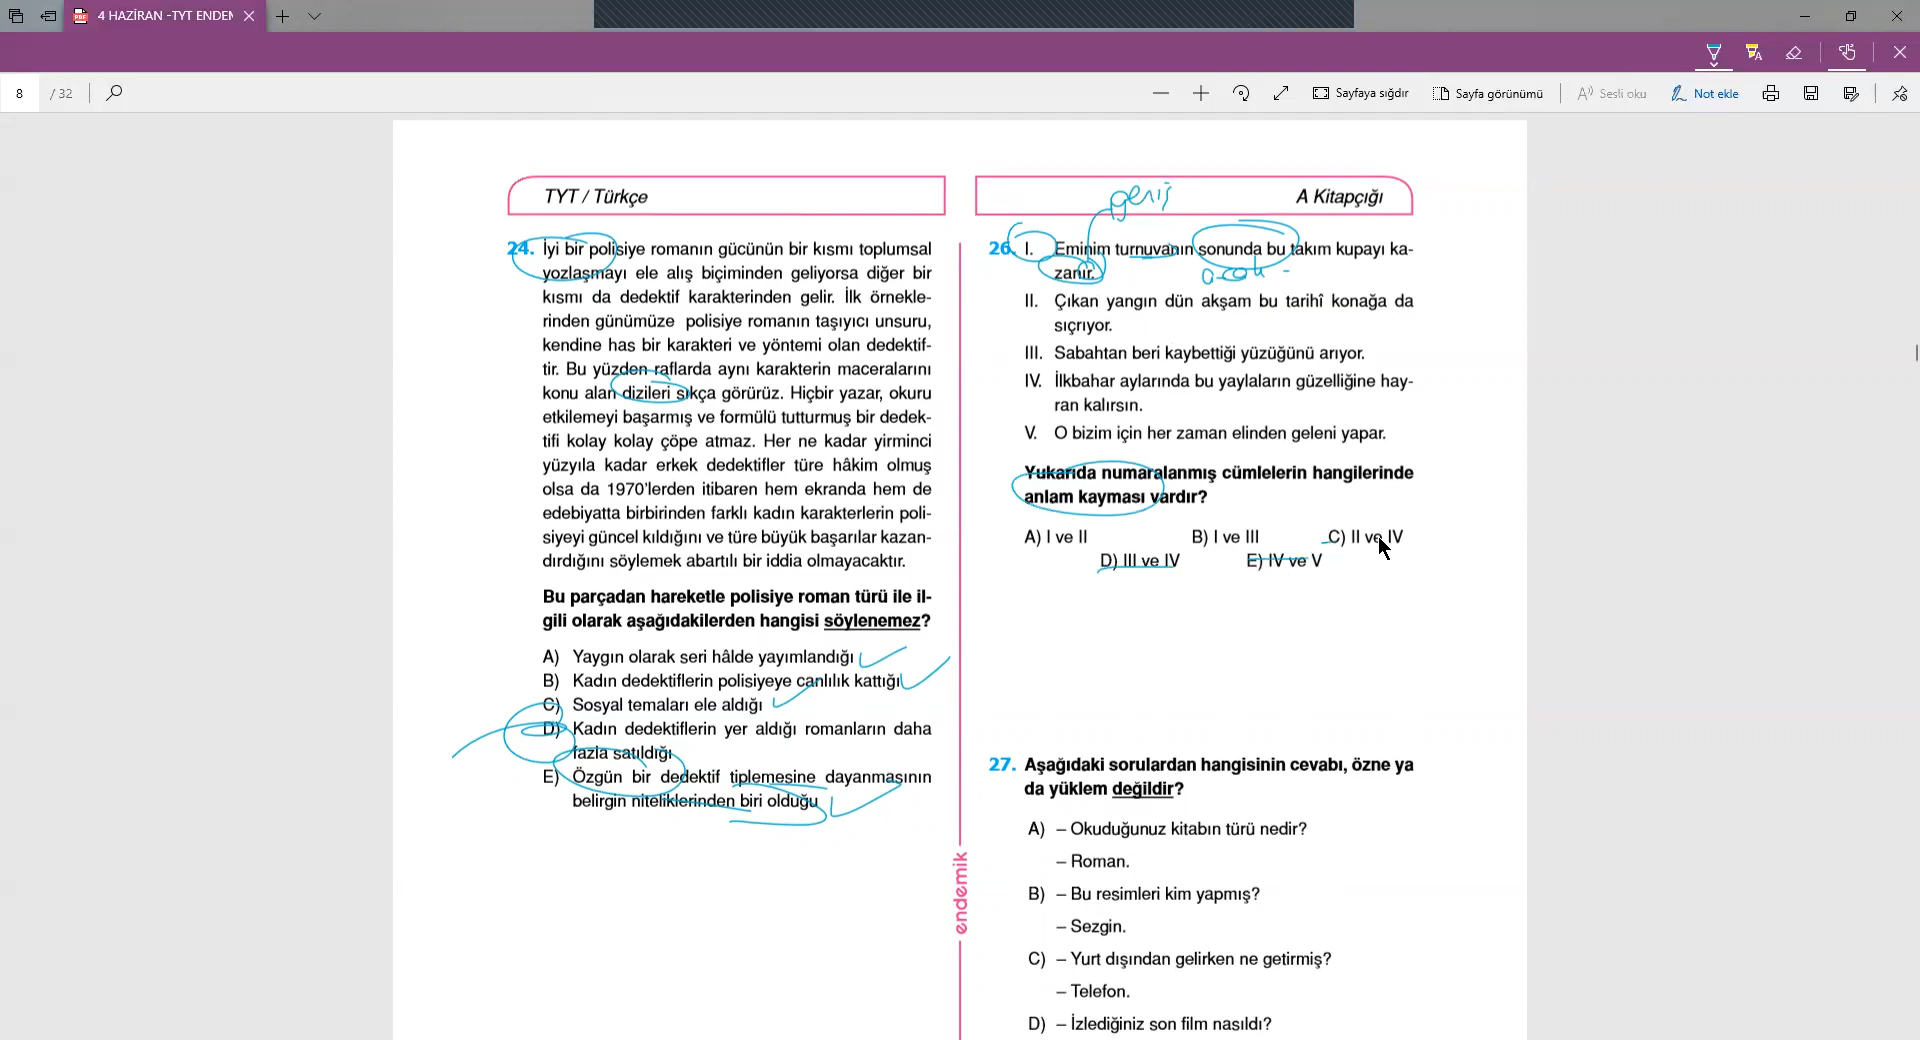 4 HAZİRAN -TYT ENDEM
8 / 32
Sayfaya sığdır
Sayfa görünümü
Sesli oku
Not ekle
TYT / Türkçe
24. İyi bir polisiye romanın gücünün bir kısmı toplumsal
yozlaşmayı ele alış biçiminden geliyorsa diğer bir
kısmı da dedektif karakterinden gelir. İlk örnekle-
rinden günümüze polisiye romanın taşıyıcı unsuru,
kendine has bir karakteri ve yöntemi olan dedektif-
tir. Bu yüzden raflarda aynı karakterin maceralarını
konu alan dizileri sıkça görürüz. Hiçbir yazar, okuru
etkilemeyi başarmış ve formülü tutturmuş bir dedek-
tifi kolay kolay çöpe atmaz. Her ne kadar yirminci
yüzyıla kadar erkek dedektifler türe hâkim olmuş
olsa da 1970'lerden itibaren hem ekranda hem de
edebiyatta birbirinden farklı kadın karakterlerin poli-
siyeyi güncel kıldığını ve türe büyük başarılar kazan-
dırdığını söylemek abartılı bir iddia olmayacaktır.
Bu parçadan hareketle polisiye roman türü ile il-
gili olarak aşağıdakilerden hangisi söylenemez?
A) Yaygın olarak seri hâlde yayımlandığı
B) Kadın dedektiflerin polisiyeye canlılık kattığı
C) Sosyal temaları ele aldığı
D) Kadın dedektiflerin yer aldığı romanların daha
fazla satıldığı
E) Özgün bir dedektif tiplemesine dayanmasının
belirgin niteliklerinden biri olduğu
endemik
A Kitapçığı
geniş
26. I. Eminim turnuvanın sonunda bu takım kupayı ka-
zanır.
acak
II. Çıkan yangın dün akşam bu tarihî konağa da
sıçrıyor.
III. Sabahtan beri kaybettiği yüzüğünü arıyor.
IV. İlkbahar aylarında bu yaylaların güzelliğine hay-
ran kalırsın.
V. O bizim için her zaman elinden geleni yapar.
Yukarıda numaralanmış cümlelerin hangilerinde
anlam kayması vardır?
A) I ve II B) I ve III C) II ve IV
D) III ve IV E) IV ve V
27. Aşağıdaki sorulardan hangisinin cevabı, özne ya
da yüklem değildir?
A) – Okuduğunuz kitabın türü nedir?
– Roman.
B) – Bu resimleri kim yapmış?
– Sezgin.
C) – Yurt dışından gelirken ne getirmiş?
– Telefon.
D) – İzlediğiniz son film nasıldı?